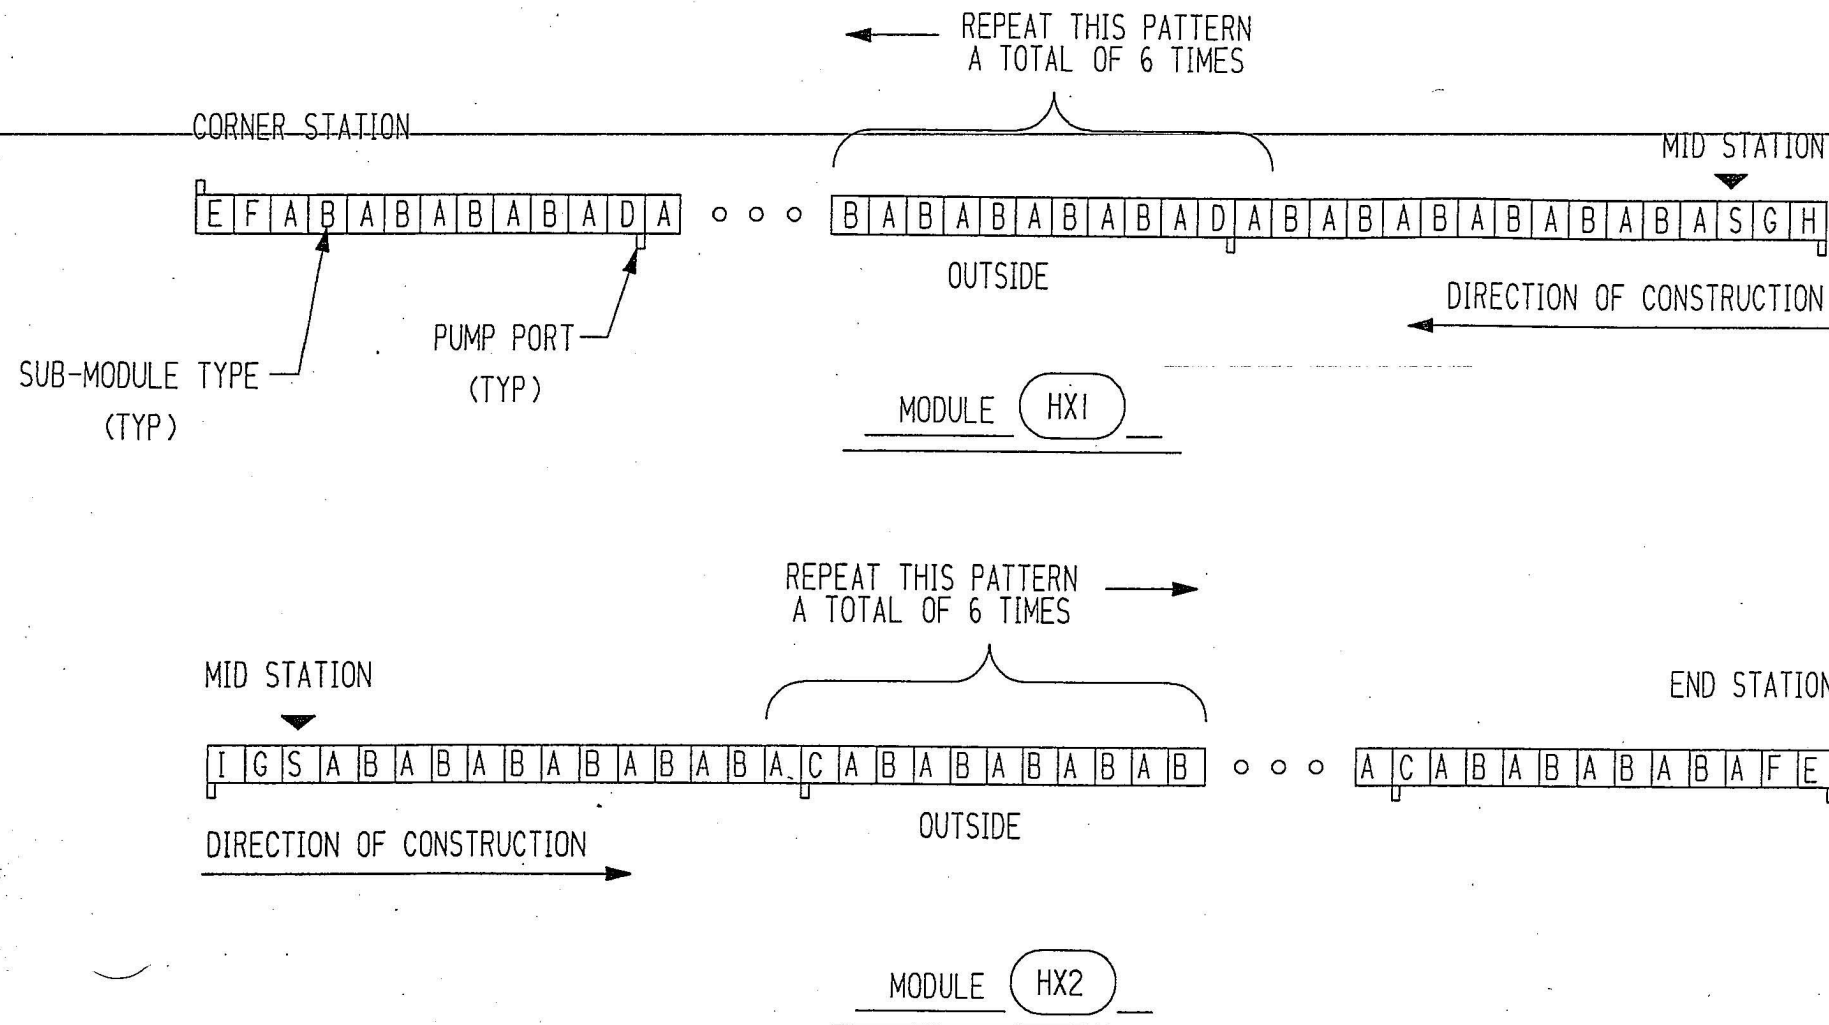 REPEAT THIS PATTERN
A TOTAL OF 6 TIMES
CORNER STATION
MID STATION
E F A B A B A B A B A D A o o o B A B A B A B A B A D A B A B A B A B A B A B A S G H
OUTSIDE
DIRECTION OF CONSTRUCTION
PUMP PORT
(TYP)
SUB-MODULE TYPE
(TYP)
MODULE HX1
REPEAT THIS PATTERN
A TOTAL OF 6 TIMES
MID STATION
END STATION
I G S A B A B A B A B A B A B A C A B A B A B A B A B o o o A C A B A B A B A B A F E
OUTSIDE
DIRECTION OF CONSTRUCTION
MODULE HX2